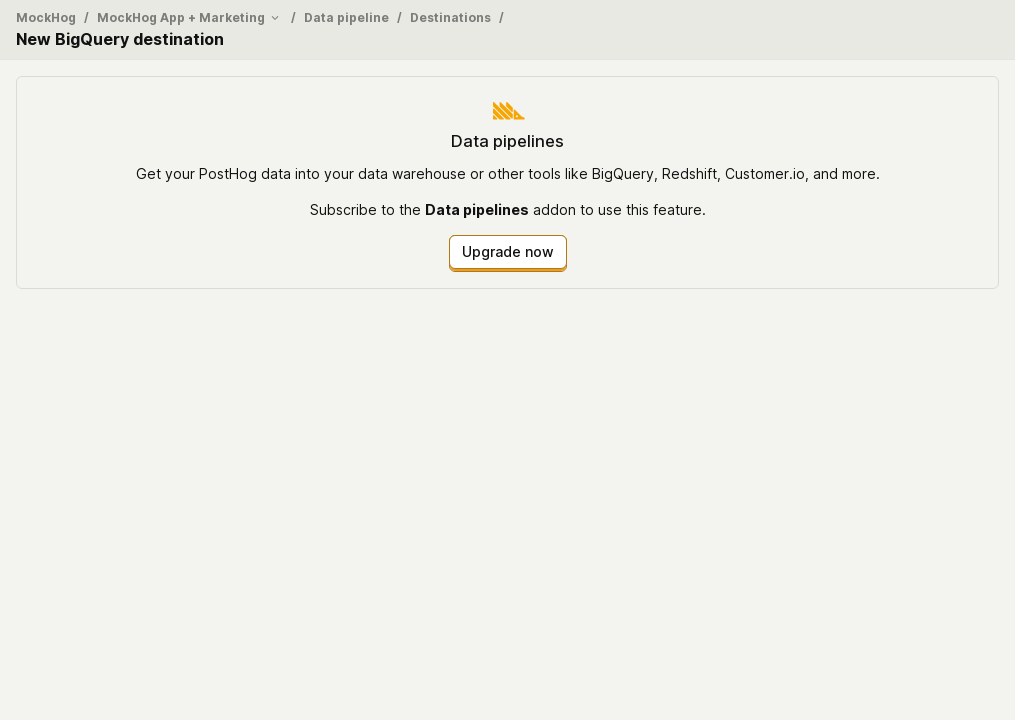 MockHog / MockHog App + Marketing / Data pipeline / Destinations /
New BigQuery destination
Data pipelines
Get your PostHog data into your data warehouse or other tools like BigQuery, Redshift, Customer.io, and more.
Subscribe to the Data pipelines addon to use this feature.
Upgrade now